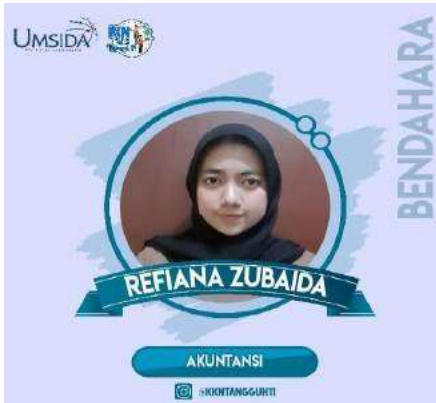 UMSIDA
BENDAHARA
REFIANA ZUBAIDA
AKUNTANSI
@KKNTANGGUH11